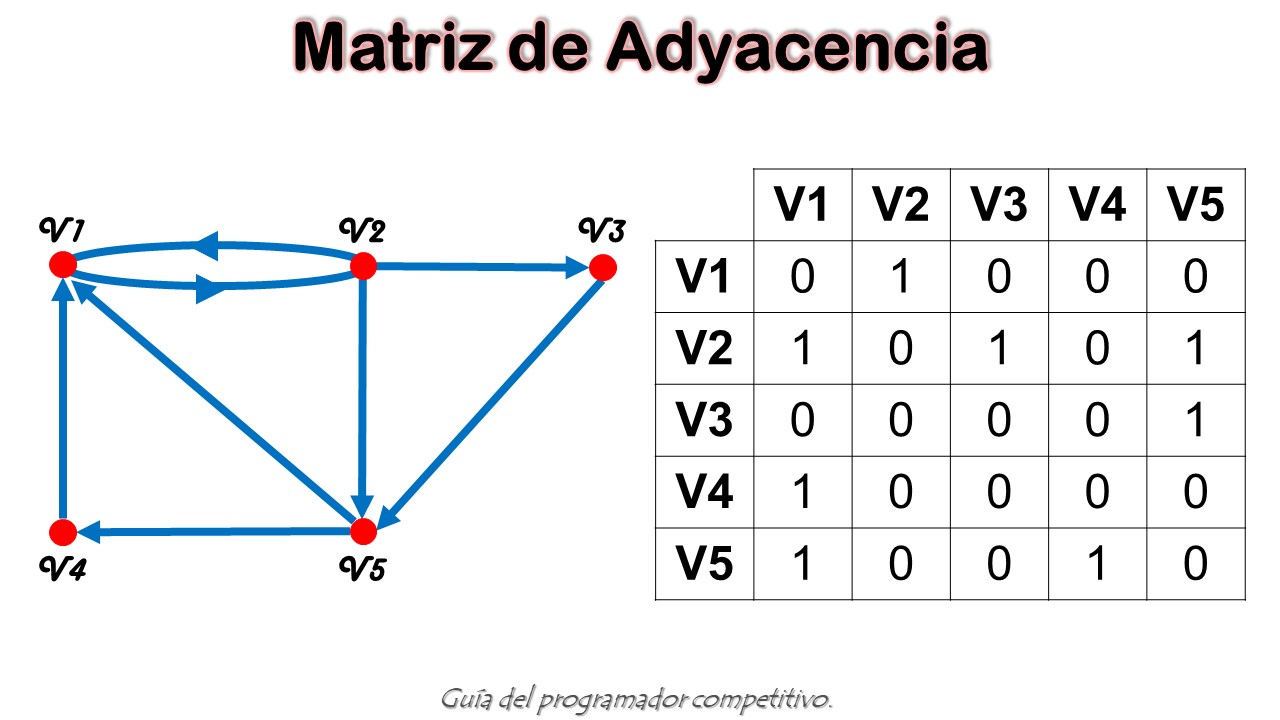 Matriz de Adyacencia
V1 V2 V3
V4 V5
V1 V2 V3 V4 V5
V1 0 1 0 0 0
V2 1 0 1 0 1
V3 0 0 0 0 1
V4 1 0 0 0 0
V5 1 0 0 1 0
Guía del programador competitivo.